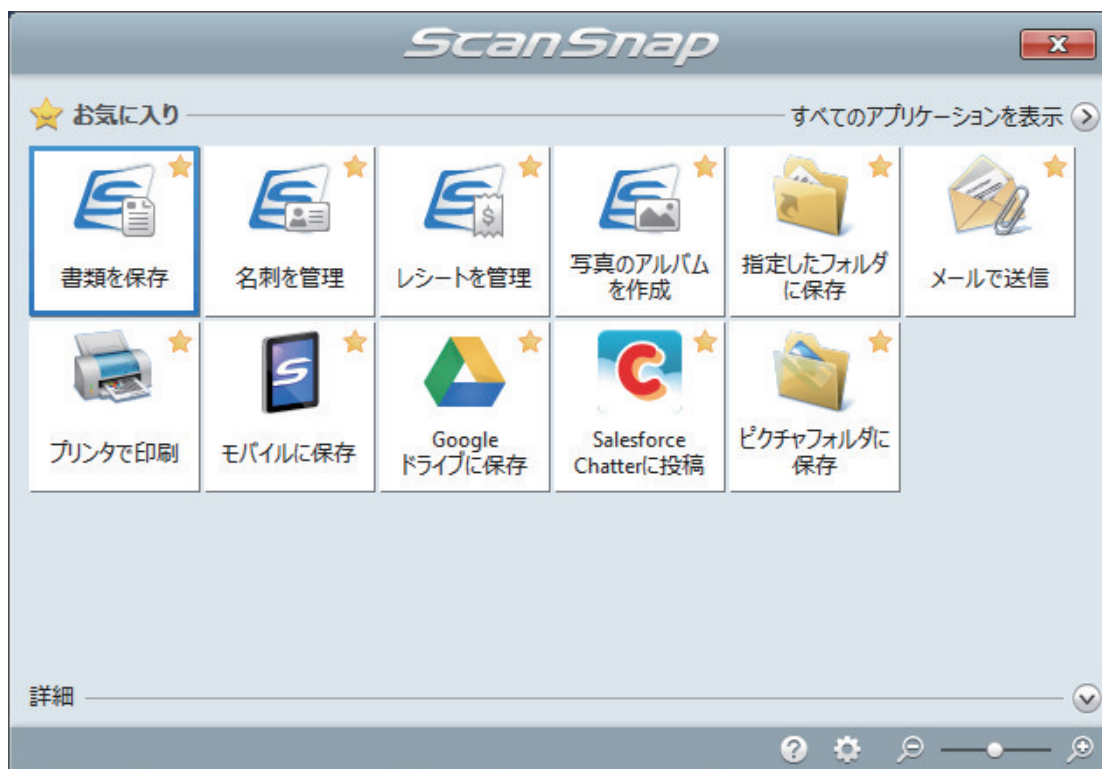 ScanSnap
お気に入り
すべてのアプリケーションを表示
書類を保存
名刺を管理
レシートを管理
写真のアルバム
を作成
指定したフォルダ
に保存
メールで送信
プリンタで印刷
モバイルに保存
Google
ドライブに保存
Salesforce
Chatterに投稿
ピクチャフォルダに
保存
詳細